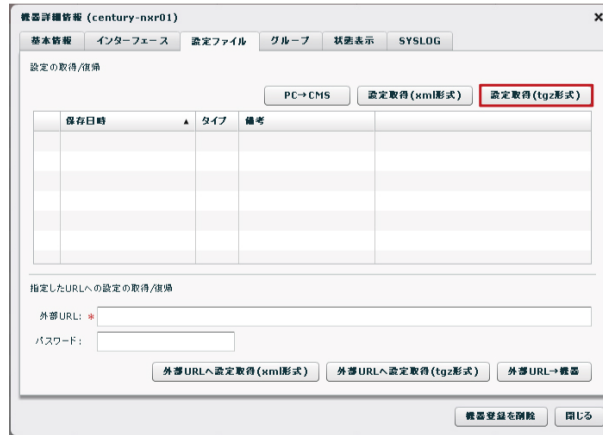 機器詳細情報 (century-nxr01) ×
基本情報 インターフェース 設定ファイル グループ 状態表示 SYSLOG
設定の取得/復帰
PC→CMS 設定取得(xml形式) 設定取得(tgz形式)
保存日時 ▲ タイプ 備考
指定したURLへの設定の取得/復帰
外部URL: *
パスワード:
外部URLへ設定取得(xml形式) 外部URLへ設定取得(tgz形式) 外部URL→機器
機器登録を削除 閉じる